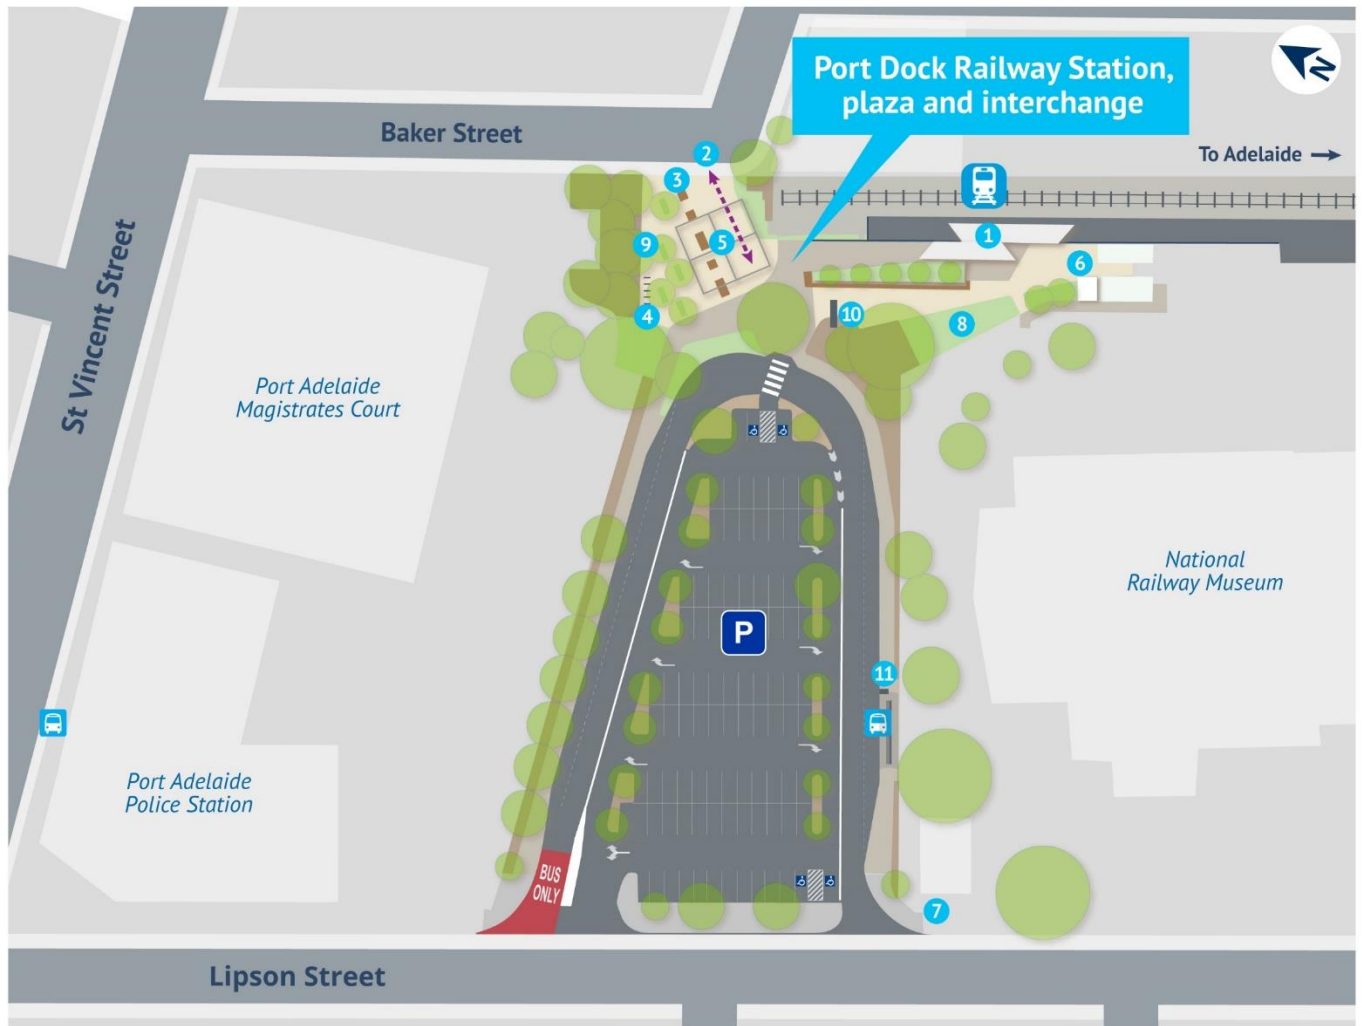 Port Dock Railway Station,
plaza and interchange
N
Baker Street
To Adelaide
2
3
1
9
5
6
4
10
8
St Vincent Street
Port Adelaide
Magistrates Court
National
Railway Museum
P
11
Port Adelaide
Police Station
BUS
ONLY
7
Lipson Street